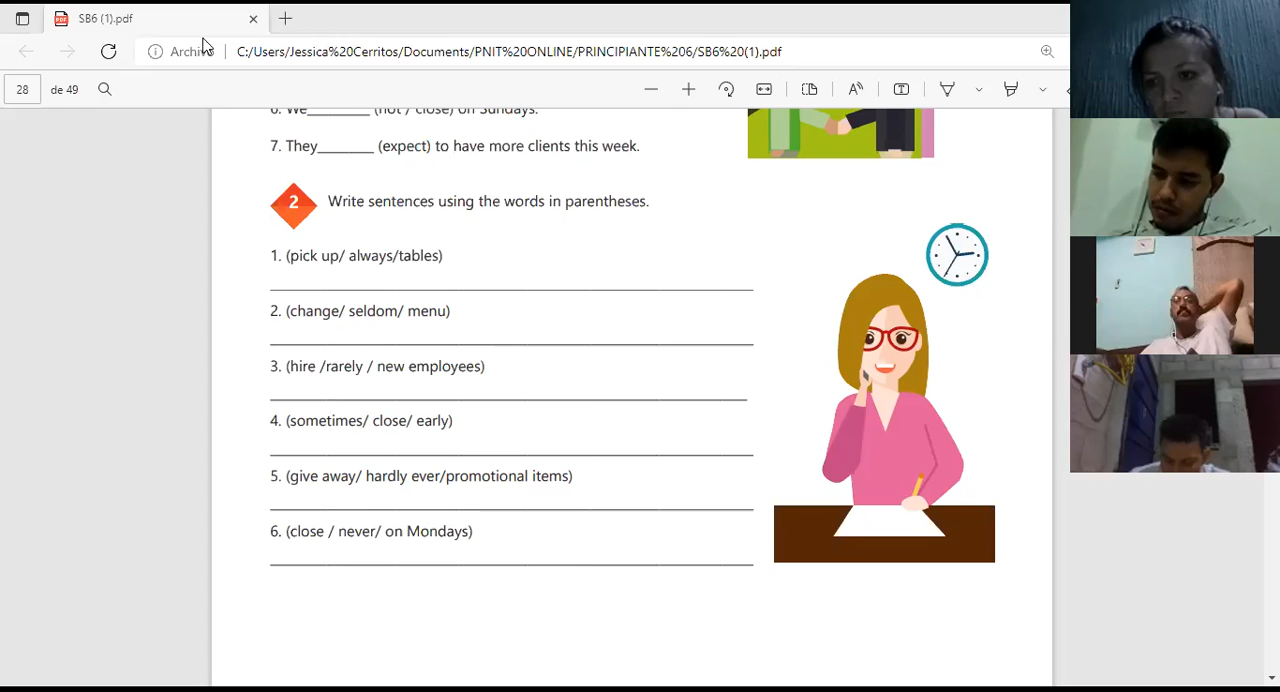 SB6 (1).pdf
Archivo C:/Users/Jessica%20Cerritos/Documents/PNIT%20ONLINE/PRINCIPIANTE%206/SB6%20(1).pdf
28 de 49
6. We_________ (not / close) on Sundays.
7. They________ (expect) to have more clients this week.
2 Write sentences using the words in parentheses.
1. (pick up/ always/tables)
2. (change/ seldom/ menu)
3. (hire /rarely / new employees)
4. (sometimes/ close/ early)
5. (give away/ hardly ever/promotional items)
6. (close / never/ on Mondays)